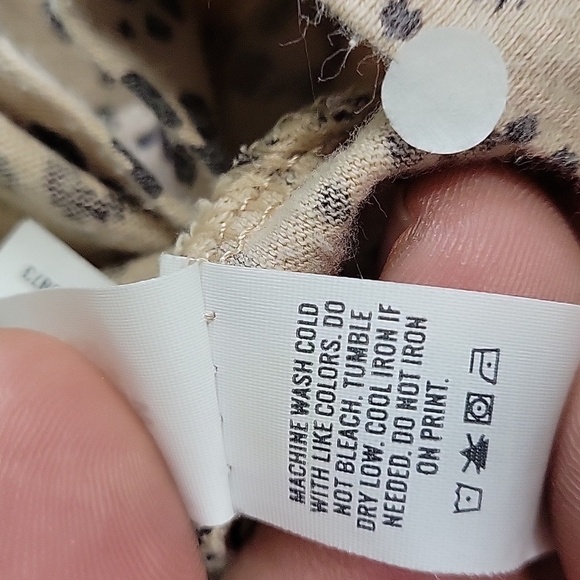 MACHINE WASH COLD
WITH LIKE COLORS. DO
NOT BLEACH. TUMBLE
DRY LOW. COOL IRON IF
NEEDED. DO NOT IRON
ON PRINT.